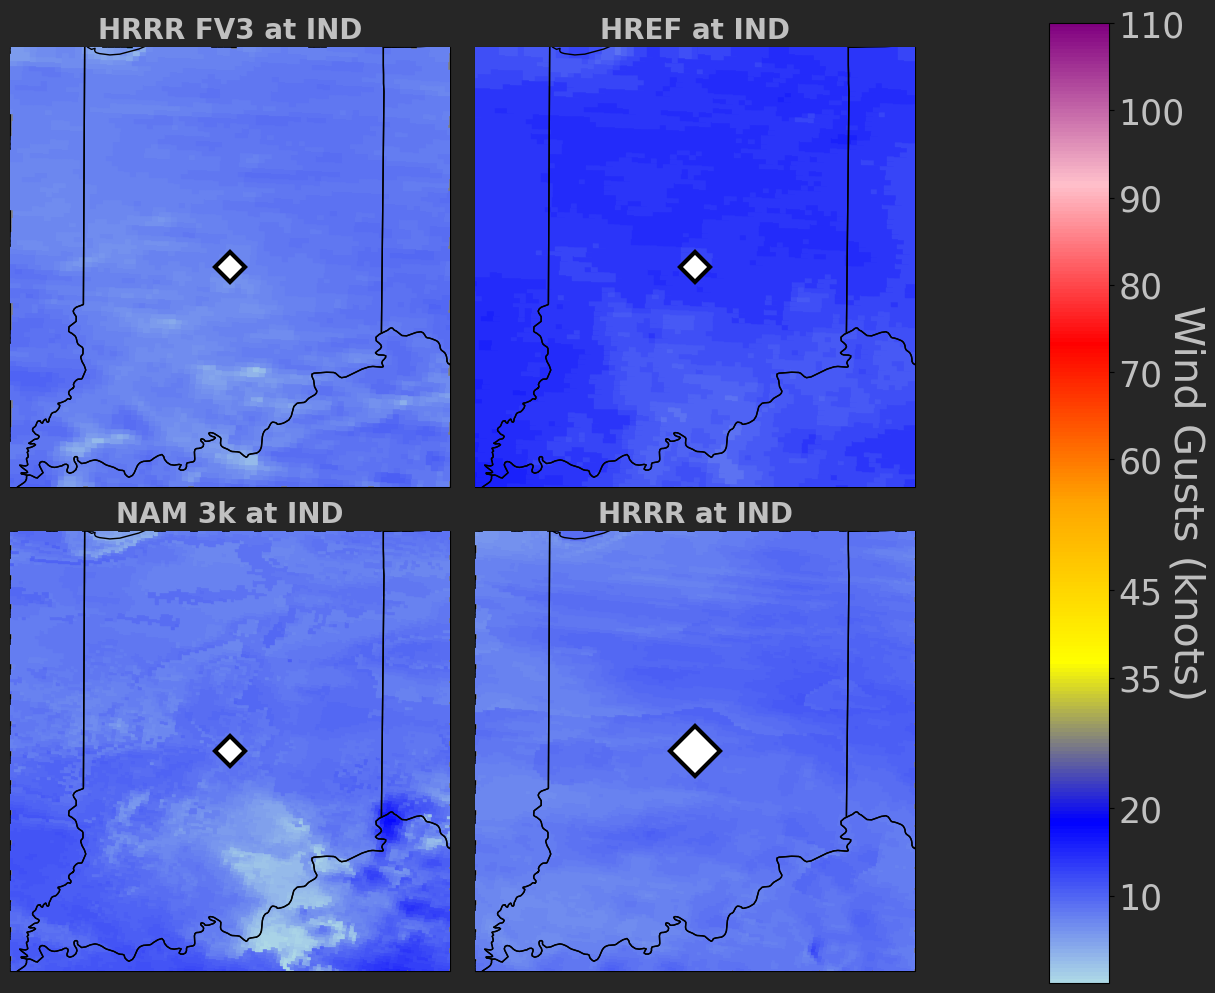 HRRR FV3 at IND
HREF at IND
NAM 3k at IND
HRRR at IND
110
100
90
80
70
60
45
35
20
10
Wind Gusts (knots)